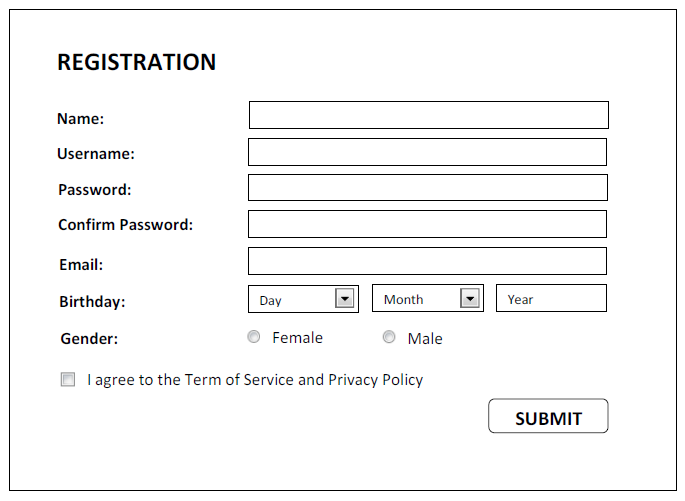 REGISTRATION
Name:
Username:
Password:
Confirm Password:
Email:
Birthday: Day Month Year
Gender: Female Male
I agree to the Term of Service and Privacy Policy
SUBMIT